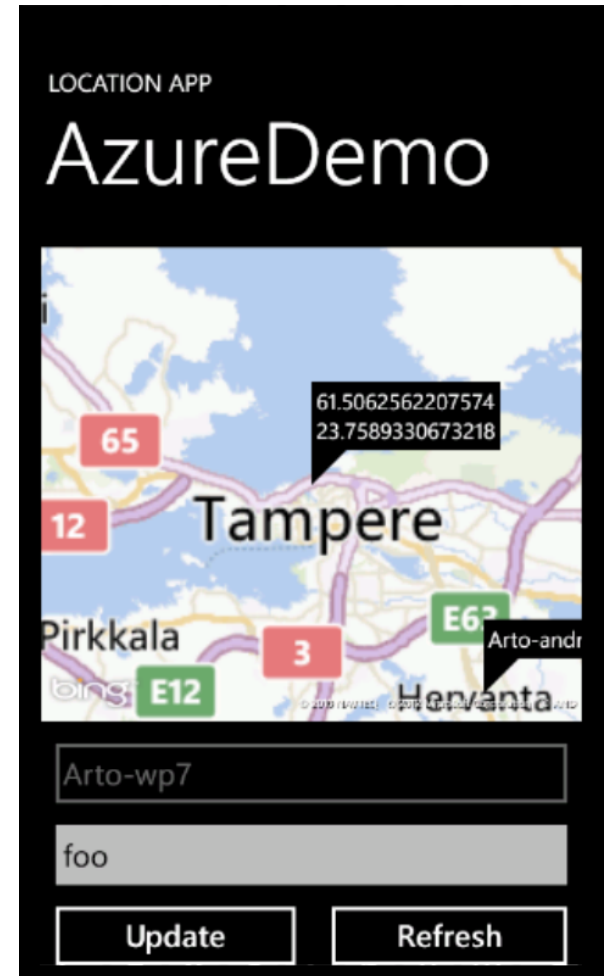 LOCATION APP
AzureDemo
61.5062562207574
23.7589330673218
65
12
Tampere
E63
Pirkkala
3
Arto-andr
bing
E12
Hervanta
Arto-wp7
foo
Update
Refresh